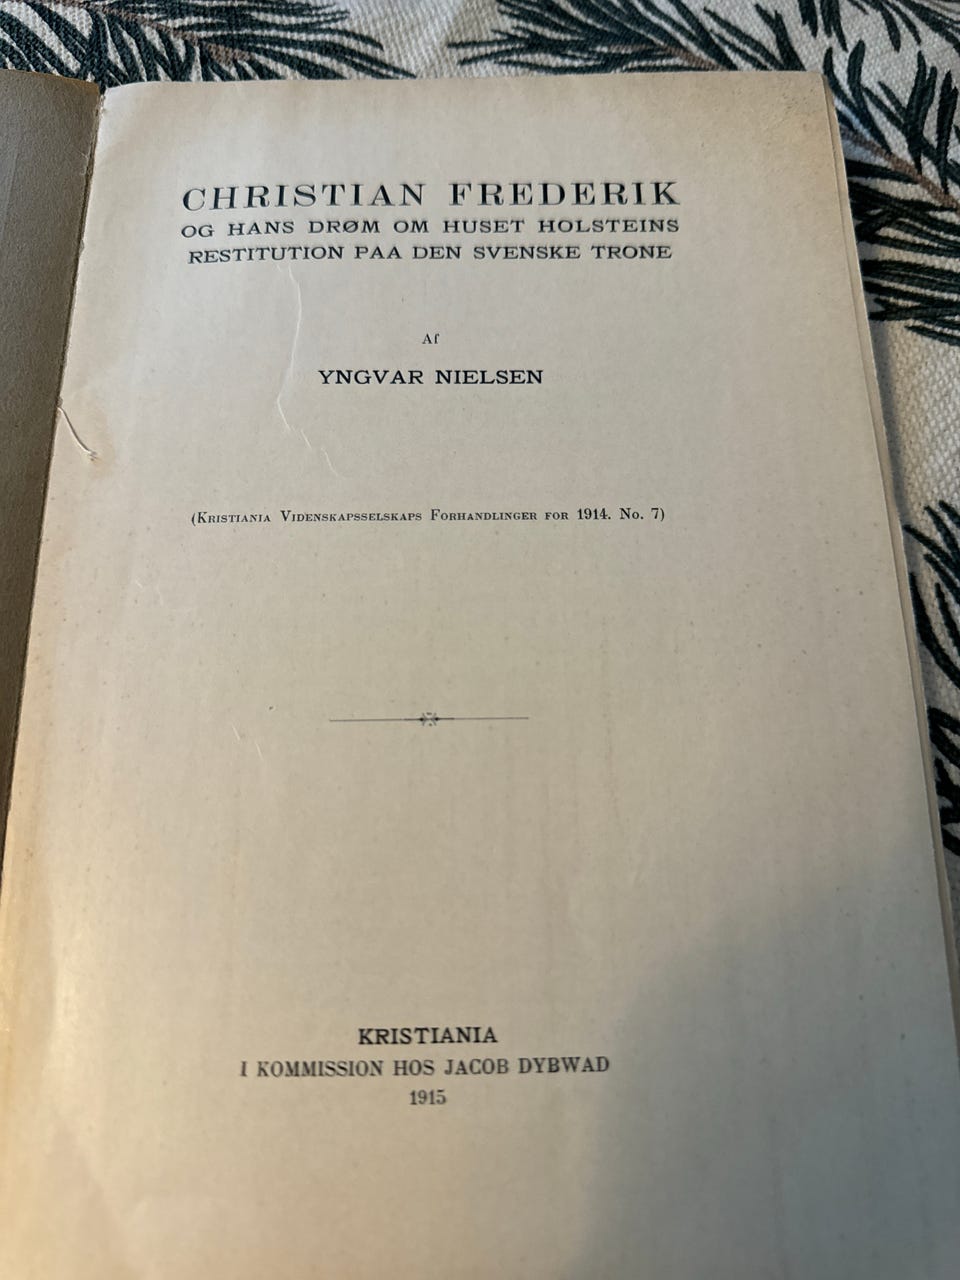 CHRISTIAN FREDERIK
OG HANS DRØM OM HUSET HOLSTEINS
RESTITUTION PAA DEN SVENSKE TRONE
Af
YNGVAR NIELSEN
(Kristiania Videnskapsselskaps Forhandlinger for 1914. No. 7)
KRISTIANIA
I KOMMISSION HOS JACOB DYBWAD
1915